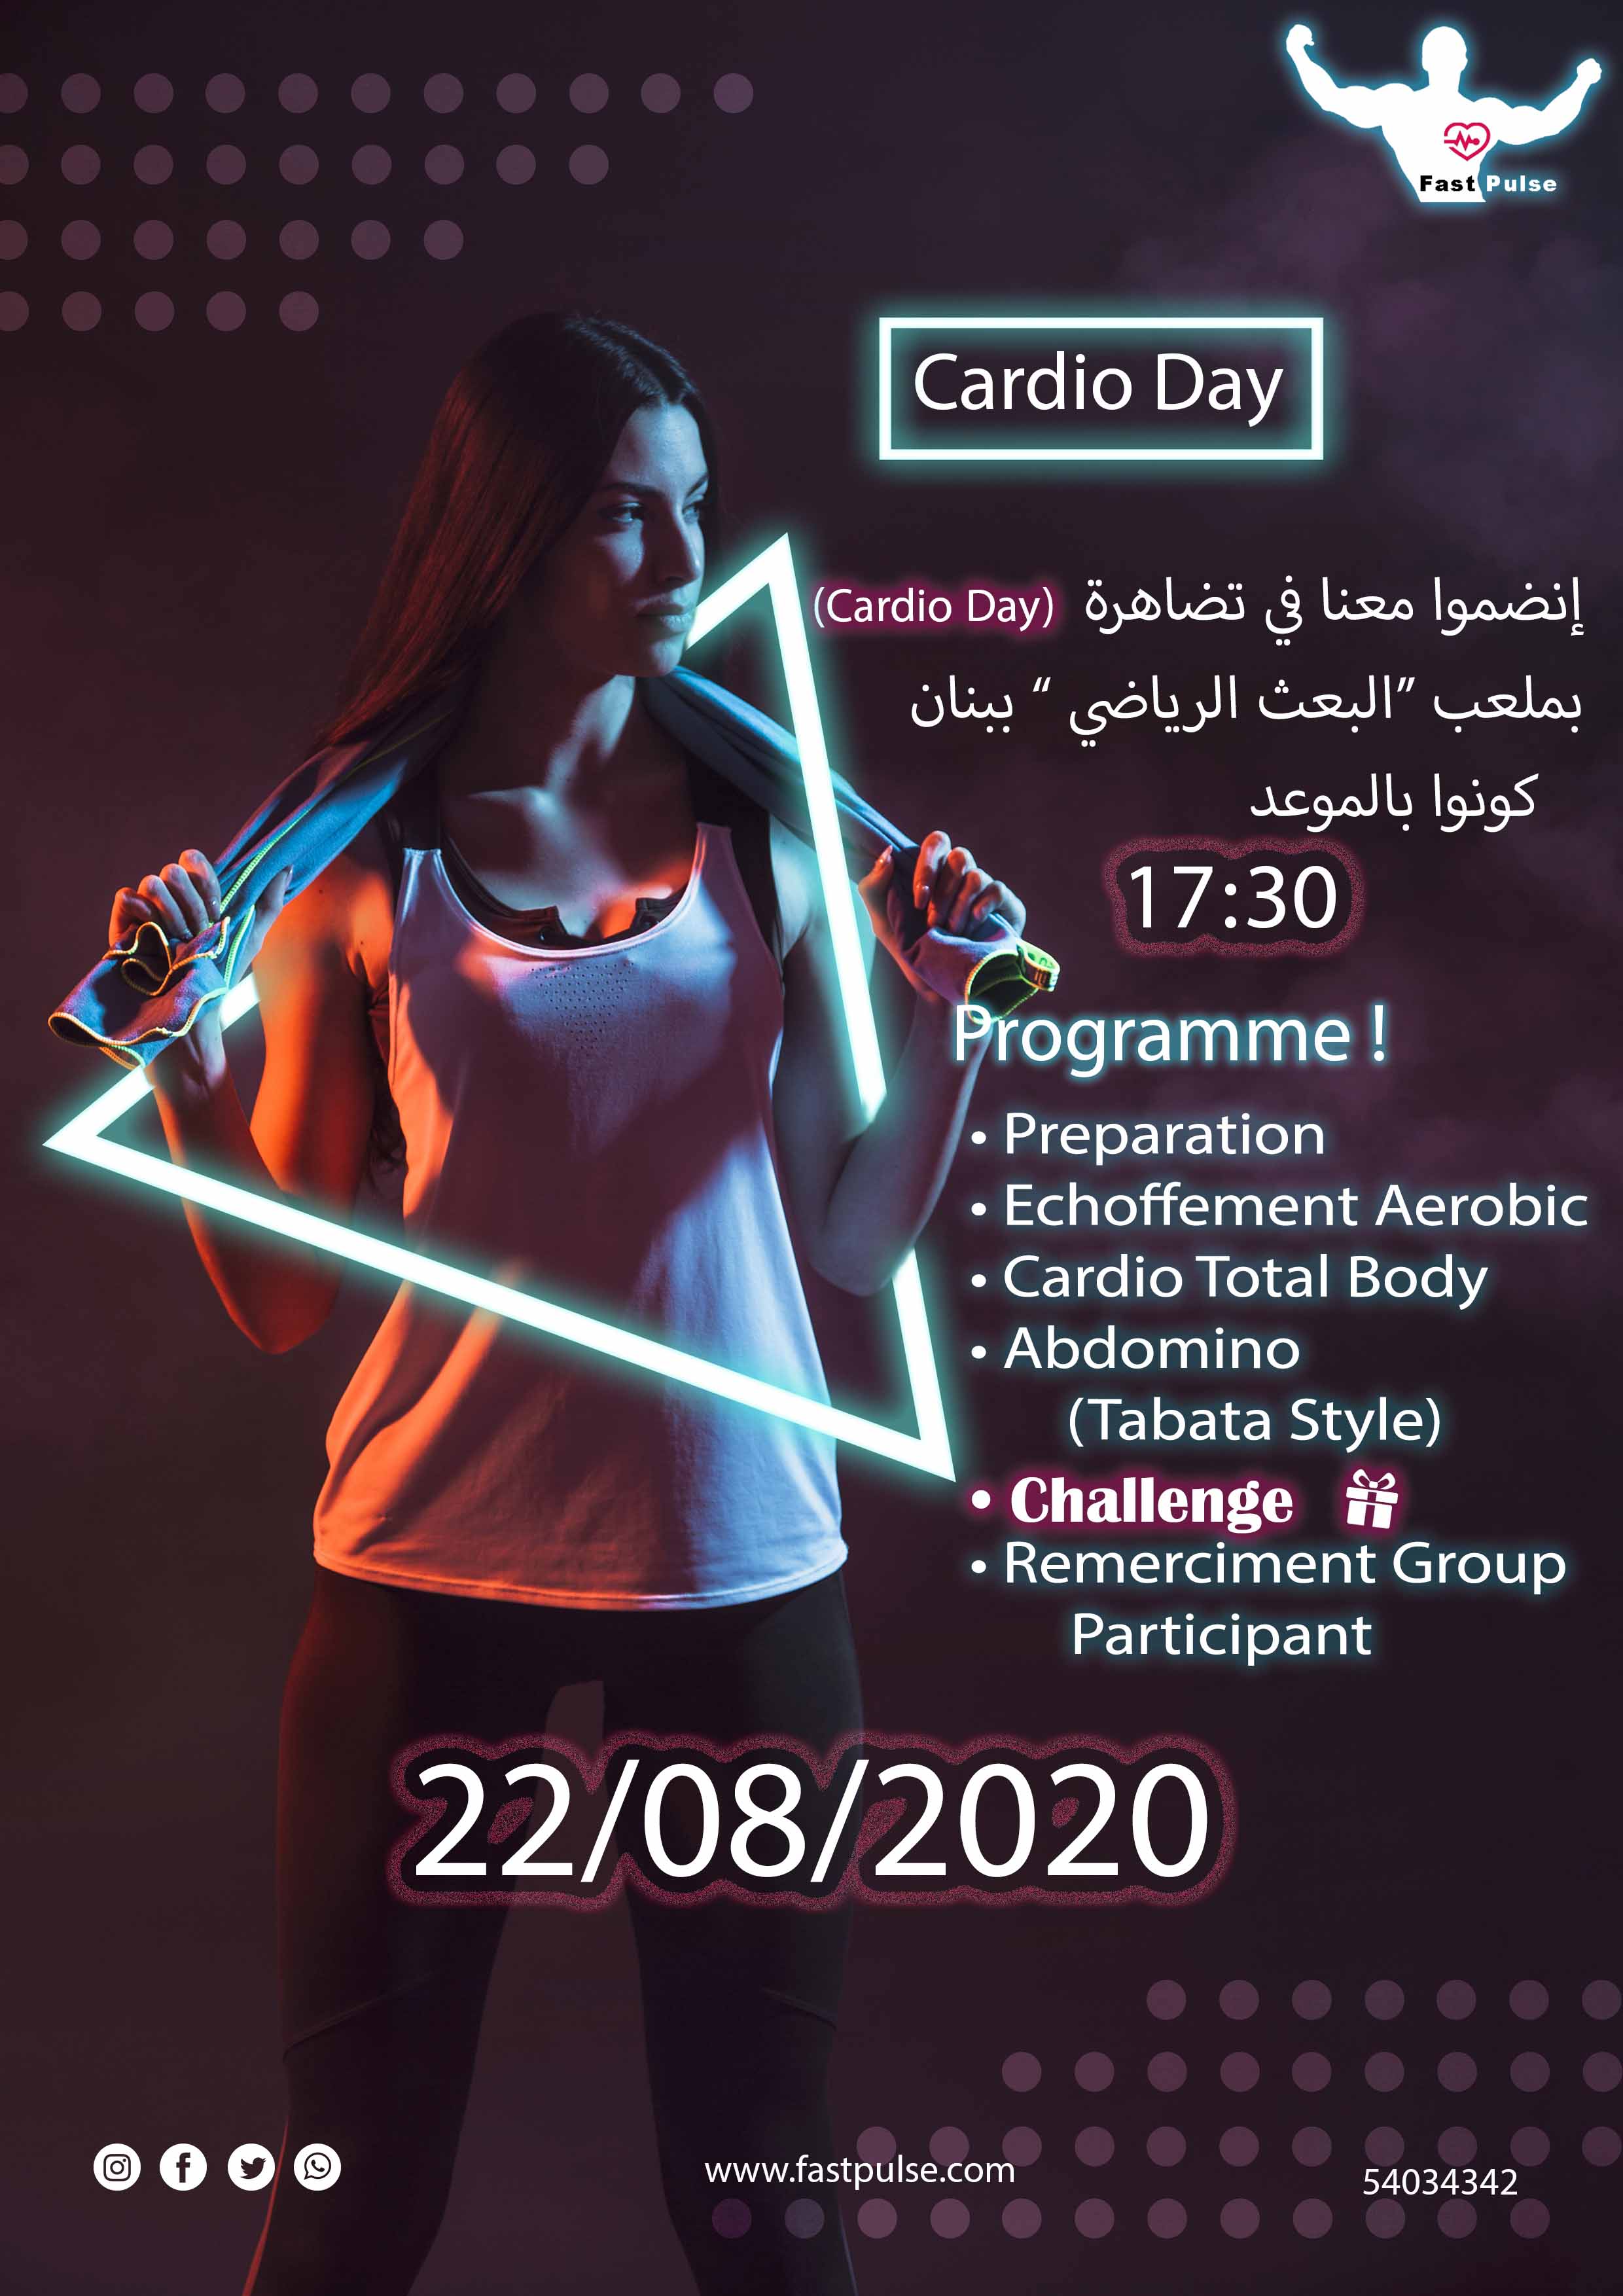 Fast Pulse
Cardio Day
إنضموا معنا في تضاهرة (Cardio Day)
بملعب "البعث الرياضي " ببنان
كونوا بالموعد
17:30
Programme !
• Preparation
• Echoffement Aerobic
• Cardio Total Body
• Abdomino
(Tabata Style)
• Challenge
• Remerciment Group
Participant
22/08/2020
www.fastpulse.com
54034342